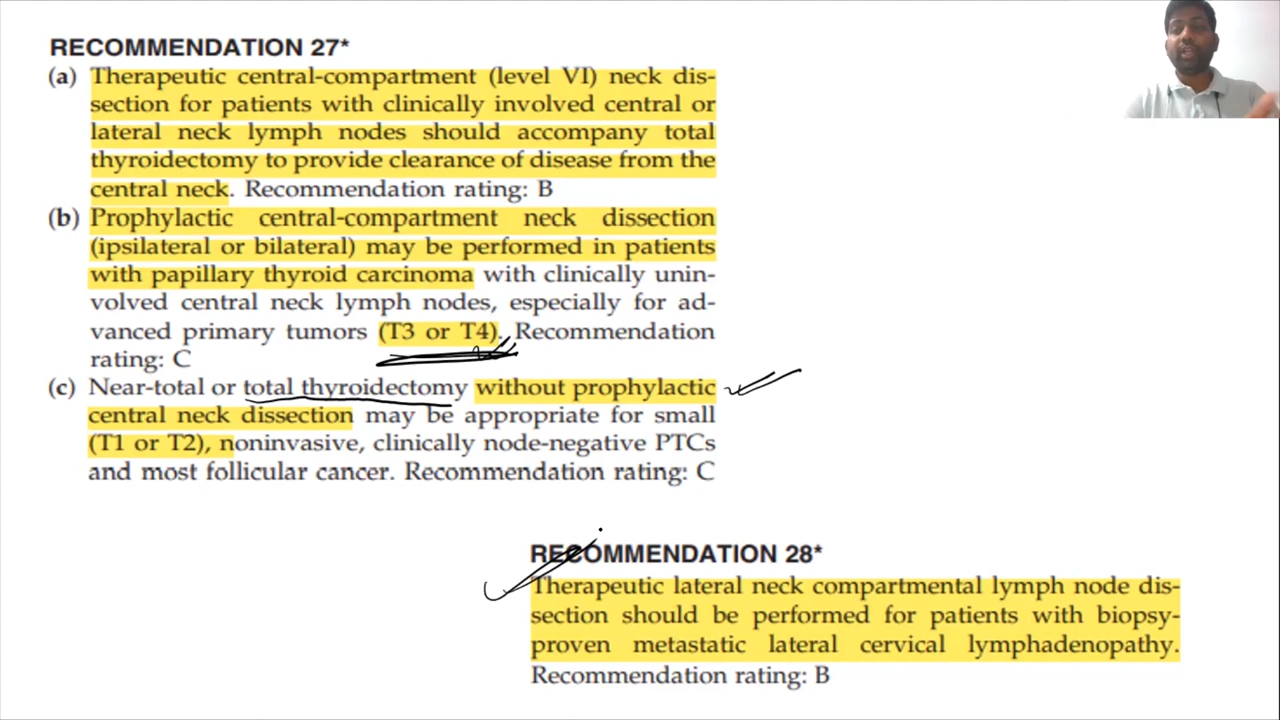 RECOMMENDATION 27*
(a) Therapeutic central-compartment (level VI) neck dis-
section for patients with clinically involved central or
lateral neck lymph nodes should accompany total
thyroidectomy to provide clearance of disease from the
central neck. Recommendation rating: B
(b) Prophylactic central-compartment neck dissection
(ipsilateral or bilateral) may be performed in patients
with papillary thyroid carcinoma with clinically unin-
volved central neck lymph nodes, especially for ad-
vanced primary tumors (T3 or T4). Recommendation
rating: C
(c) Near-total or total thyroidectomy without prophylactic
central neck dissection may be appropriate for small
(T1 or T2), noninvasive, clinically node-negative PTCs
and most follicular cancer. Recommendation rating: C
RECOMMENDATION 28*
Therapeutic lateral neck compartmental lymph node dis-
section should be performed for patients with biopsy-
proven metastatic lateral cervical lymphadenopathy.
Recommendation rating: B